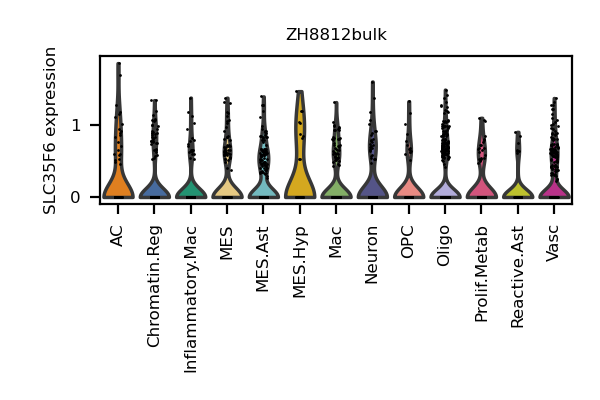 ZH8812bulk
SLC35F6 expression
1
0
AC
Chromatin.Reg
Inflammatory.Mac
MES
MES.Ast
MES.Hyp
Mac
Neuron
OPC
Oligo
Prolif.Metab
Reactive.Ast
Vasc